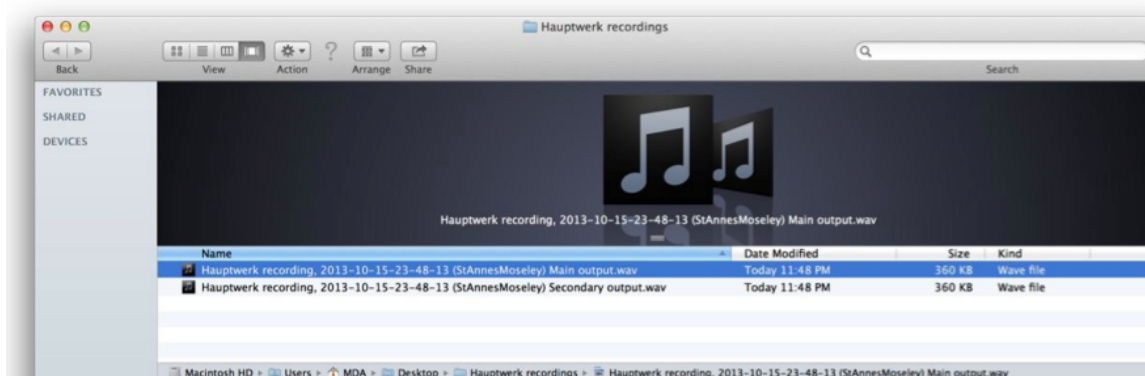 Hauptwerk recordings
Back View Action Arrange Share Search
FAVORITES
SHARED
DEVICES
Hauptwerk recording, 2013-10-15-23-48-13 (StAnnesMoseley) Main output.wav
Name Date Modified Size Kind
Hauptwerk recording, 2013-10-15-23-48-13 (StAnnesMoseley) Main output.wav Today 11:48 PM 360 KB Wave file
Hauptwerk recording, 2013-10-15-23-48-13 (StAnnesMoseley) Secondary output.wav Today 11:48 PM 360 KB Wave file
Macintosh HD ▸ Users ▸ MDA ▸ Desktop ▸ Hauptwerk recordings ▸ Hauptwerk recording, 2013-10-15-23-48-13 (StAnnesMoseley) Main output.wav